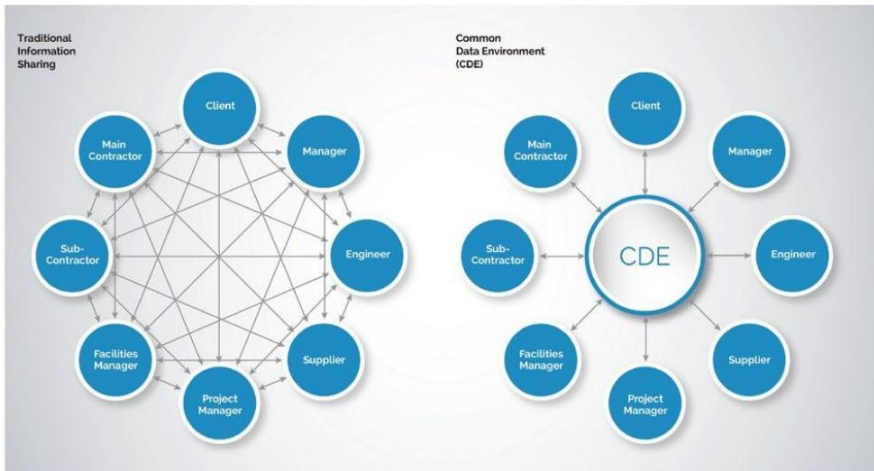 Traditional
Information
Sharing
Client
Main
Contractor
Manager
Sub-
Contractor
Engineer
Facilities
Manager
Supplier
Project
Manager
Common
Data Environment
(CDE)
Client
Main
Contractor
Manager
Sub-
Contractor
CDE
Engineer
Facilities
Manager
Supplier
Project
Manager